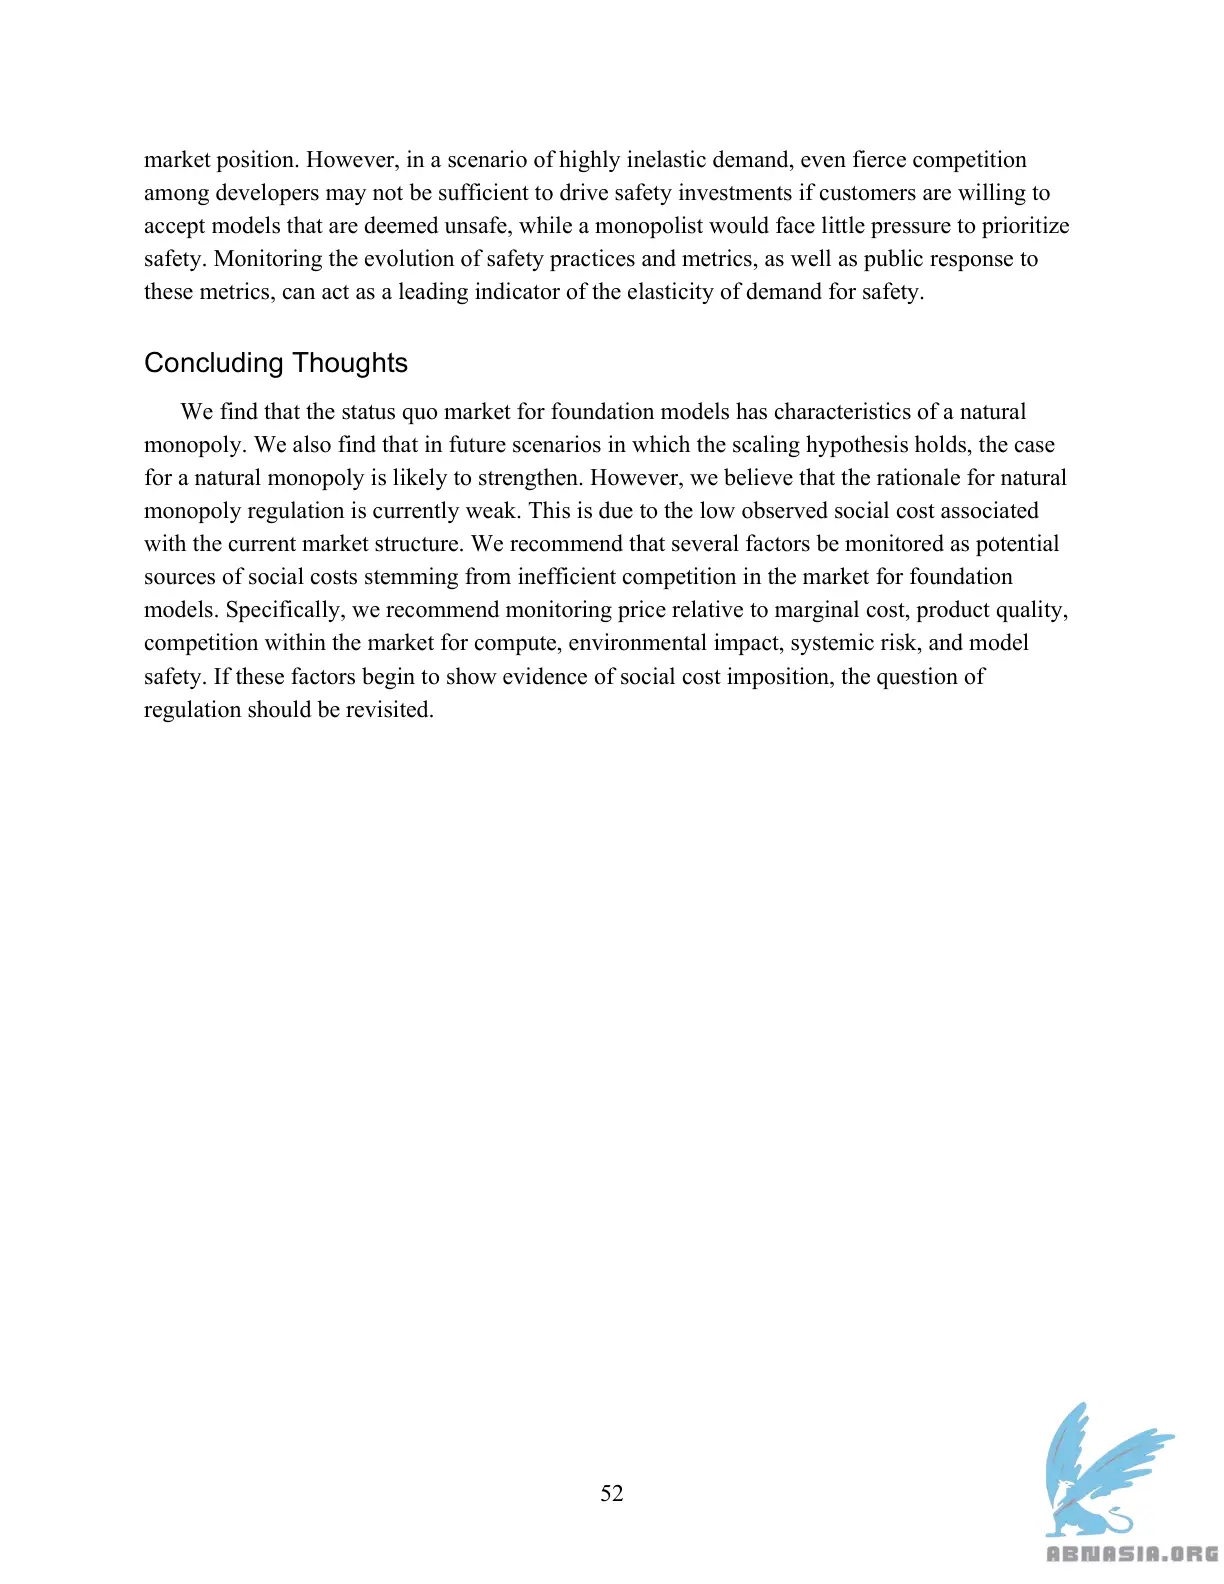 market position. However, in a scenario of highly inelastic demand, even fierce competition
among developers may not be sufficient to drive safety investments if customers are willing to
accept models that are deemed unsafe, while a monopolist would face little pressure to prioritize
safety. Monitoring the evolution of safety practices and metrics, as well as public response to
these metrics, can act as a leading indicator of the elasticity of demand for safety.
Concluding Thoughts
We find that the status quo market for foundation models has characteristics of a natural
monopoly. We also find that in future scenarios in which the scaling hypothesis holds, the case
for a natural monopoly is likely to strengthen. However, we believe that the rationale for natural
monopoly regulation is currently weak. This is due to the low observed social cost associated
with the current market structure. We recommend that several factors be monitored as potential
sources of social costs stemming from inefficient competition in the market for foundation
models. Specifically, we recommend monitoring price relative to marginal cost, product quality,
competition within the market for compute, environmental impact, systemic risk, and model
safety. If these factors begin to show evidence of social cost imposition, the question of
regulation should be revisited.
52
ABNASIA.ORG